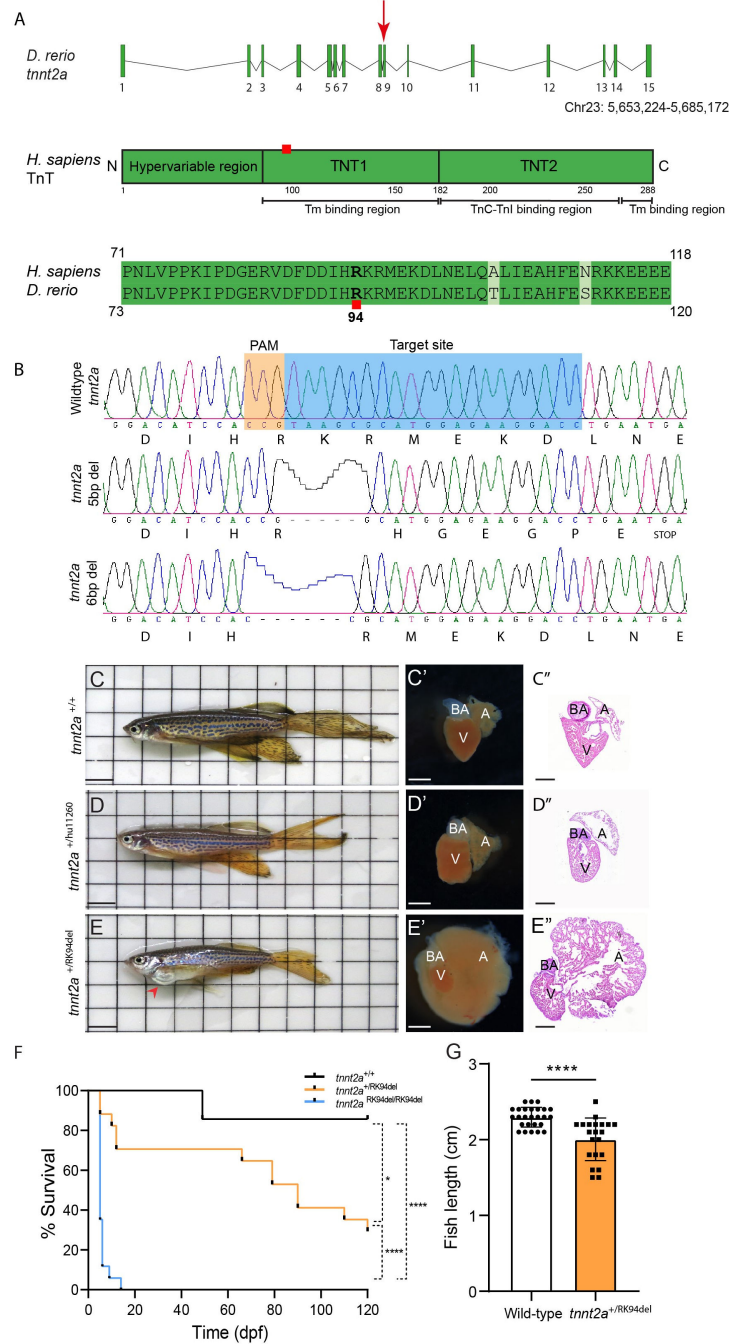 A
D. rerio
tnnt2a
1 2 3 4 5 6 7 8 9 10 11 12 13 14 15
Chr23: 5,653,224-5,685,172
H. sapiens
TnT
N Hypervariable region TNT1 TNT2 C
1 100 150 182 200 250 288
Tm binding region TnC-TnI binding region Tm binding region
71 118
H. sapiens PNLVPPKIPDGERVDFDDIHRKRMEKDLNELQALIEAHFENRKKEEEE
D. rerio PNLVPPKIPDGERVDFDDIHRKRMEKDLNELQTLIEAHFESRKKEEEE
73 94 120
B
PAM Target site
Wildtype
tnnt2a
G G A C A T C C A C C G T A A G C G C A T G G A G A A G G A C C T G A A T G A
D I H R K R M E K D L N E
tnnt2a
5bp del
G G A C A T C C A C C G - - - - - G C A T G G A G A A G G A C C T G A A T G A
D I H R H G E G P E STOP
tnnt2a
6bp del
G G A C A T C C A C - - - - - - C G C A T G G A G A A G G A C C T G A A T G A
D I H R M E K D L N E
C
tnnt2a +/+
C'
BA A
V
C"
BA A
V
D
tnnt2a +/hu11260
D'
BA A
V
D"
BA A
V
E
tnnt2a +/RK94del
E'
BA A
V
E"
BA A
V
F
tnnt2a+/+
tnnt2a+/RK94del
tnnt2a RK94del/RK94del
% Survival
100
80
60
40
20
0
0 20 40 60 80 100 120
Time (dpf)
*
****
****
G
****
Fish length (cm)
3
2
1
0
Wild-type tnnt2a+/RK94del